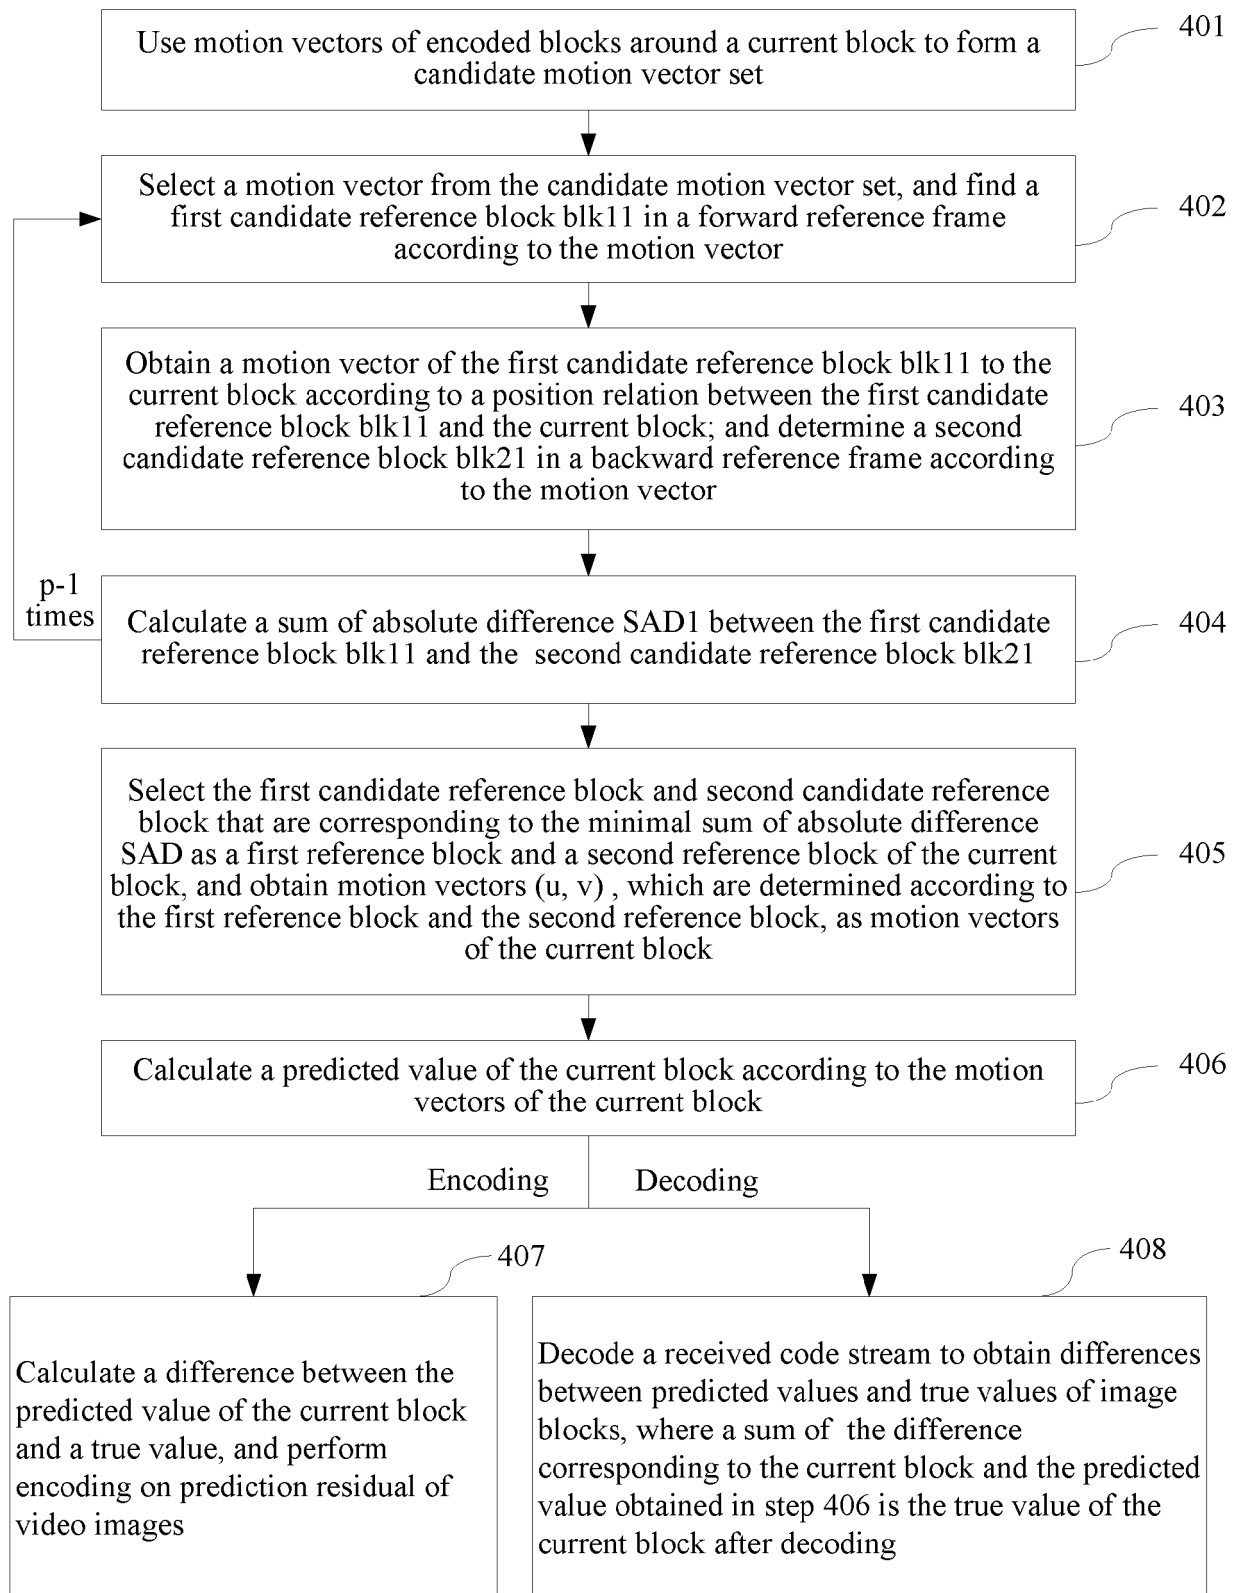 Use motion vectors of encoded blocks around a current block to form a
candidate motion vector set
401
Select a motion vector from the candidate motion vector set, and find a
first candidate reference block blk11 in a forward reference frame
according to the motion vector
402
Obtain a motion vector of the first candidate reference block blk11 to the
current block according to a position relation between the first candidate
reference block blk11 and the current block; and determine a second
candidate reference block blk21 in a backward reference frame according
to the motion vector
403
p-1
times
Calculate a sum of absolute difference SAD1 between the first candidate
reference block blk11 and the second candidate reference block blk21
404
Select the first candidate reference block and second candidate reference
block that are corresponding to the minimal sum of absolute difference
SAD as a first reference block and a second reference block of the current
block, and obtain motion vectors (u, v) , which are determined according to
the first reference block and the second reference block, as motion vectors
of the current block
405
Calculate a predicted value of the current block according to the motion
vectors of the current block
406
Encoding
Decoding
407
Calculate a difference between the
predicted value of the current block
and a true value, and perform
encoding on prediction residual of
video images
408
Decode a received code stream to obtain differences
between predicted values and true values of image
blocks, where a sum of the difference
corresponding to the current block and the predicted
value obtained in step 406 is the true value of the
current block after decoding